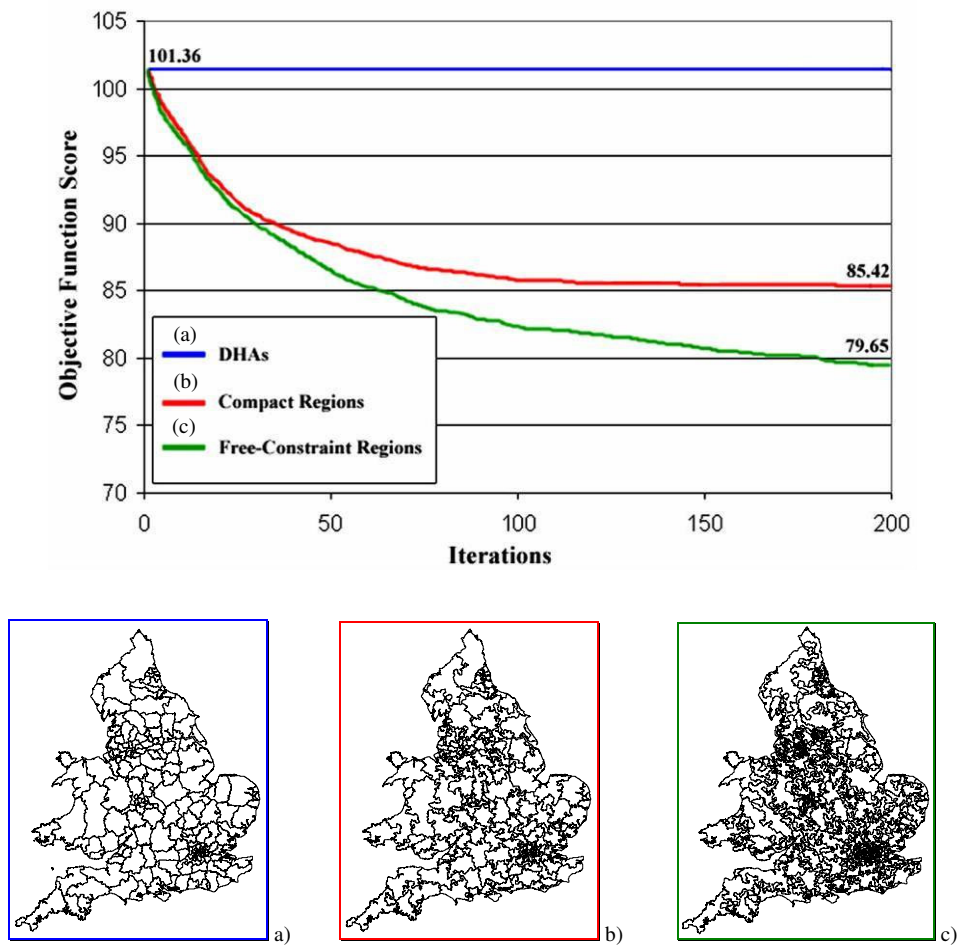 105
101.36
100
95
90
85.42
85
80
79.65
75
70
Objective Function Score
(a)
DHAs
(b)
Compact Regions
(c)
Free-Constraint Regions
0 50 100 150 200
Iterations
a) b) c)